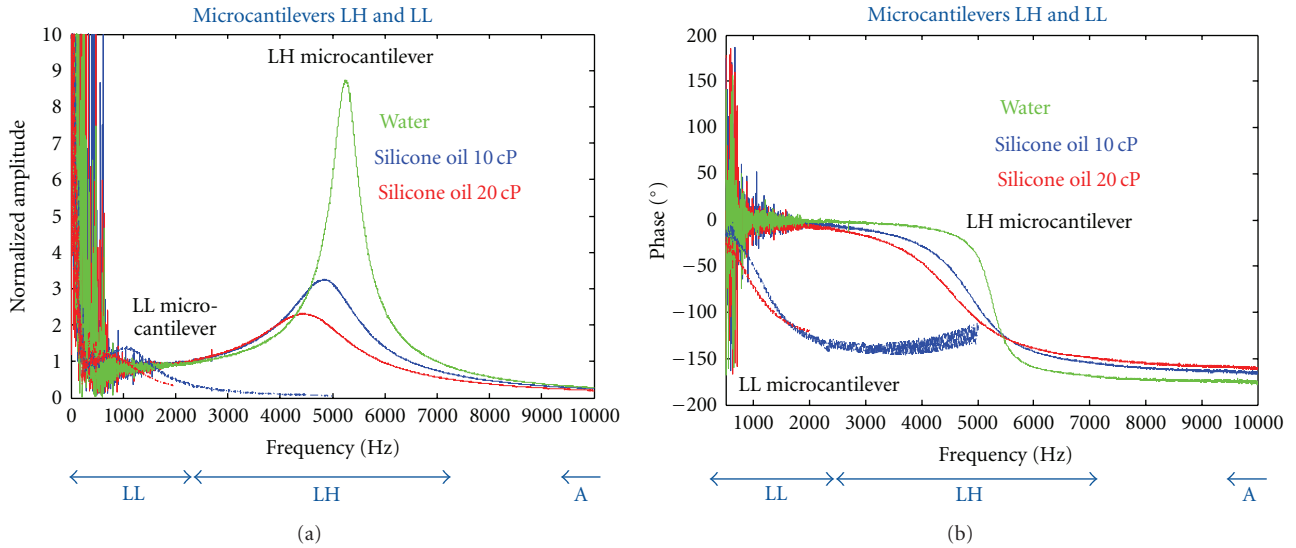 Microcantilevers LH and LL
10
9
8
7
6
5
4
3
2
1
0
Normalized amplitude
LH microcantilever
Water
Silicone oil 10 cP
Silicone oil 20 cP
LL micro-
cantilever
0 1000 2000 3000 4000 5000 6000 7000 8000 9000 10000
Frequency (Hz)
LL LH A
(a)
Microcantilevers LH and LL
200
150
100
50
0
−50
−100
−150
−200
Phase (°)
Water
Silicone oil 10 cP
Silicone oil 20 cP
LH microcantilever
LL microcantilever
1000 2000 3000 4000 5000 6000 7000 8000 9000 10000
Frequency (Hz)
LL LH A
(b)